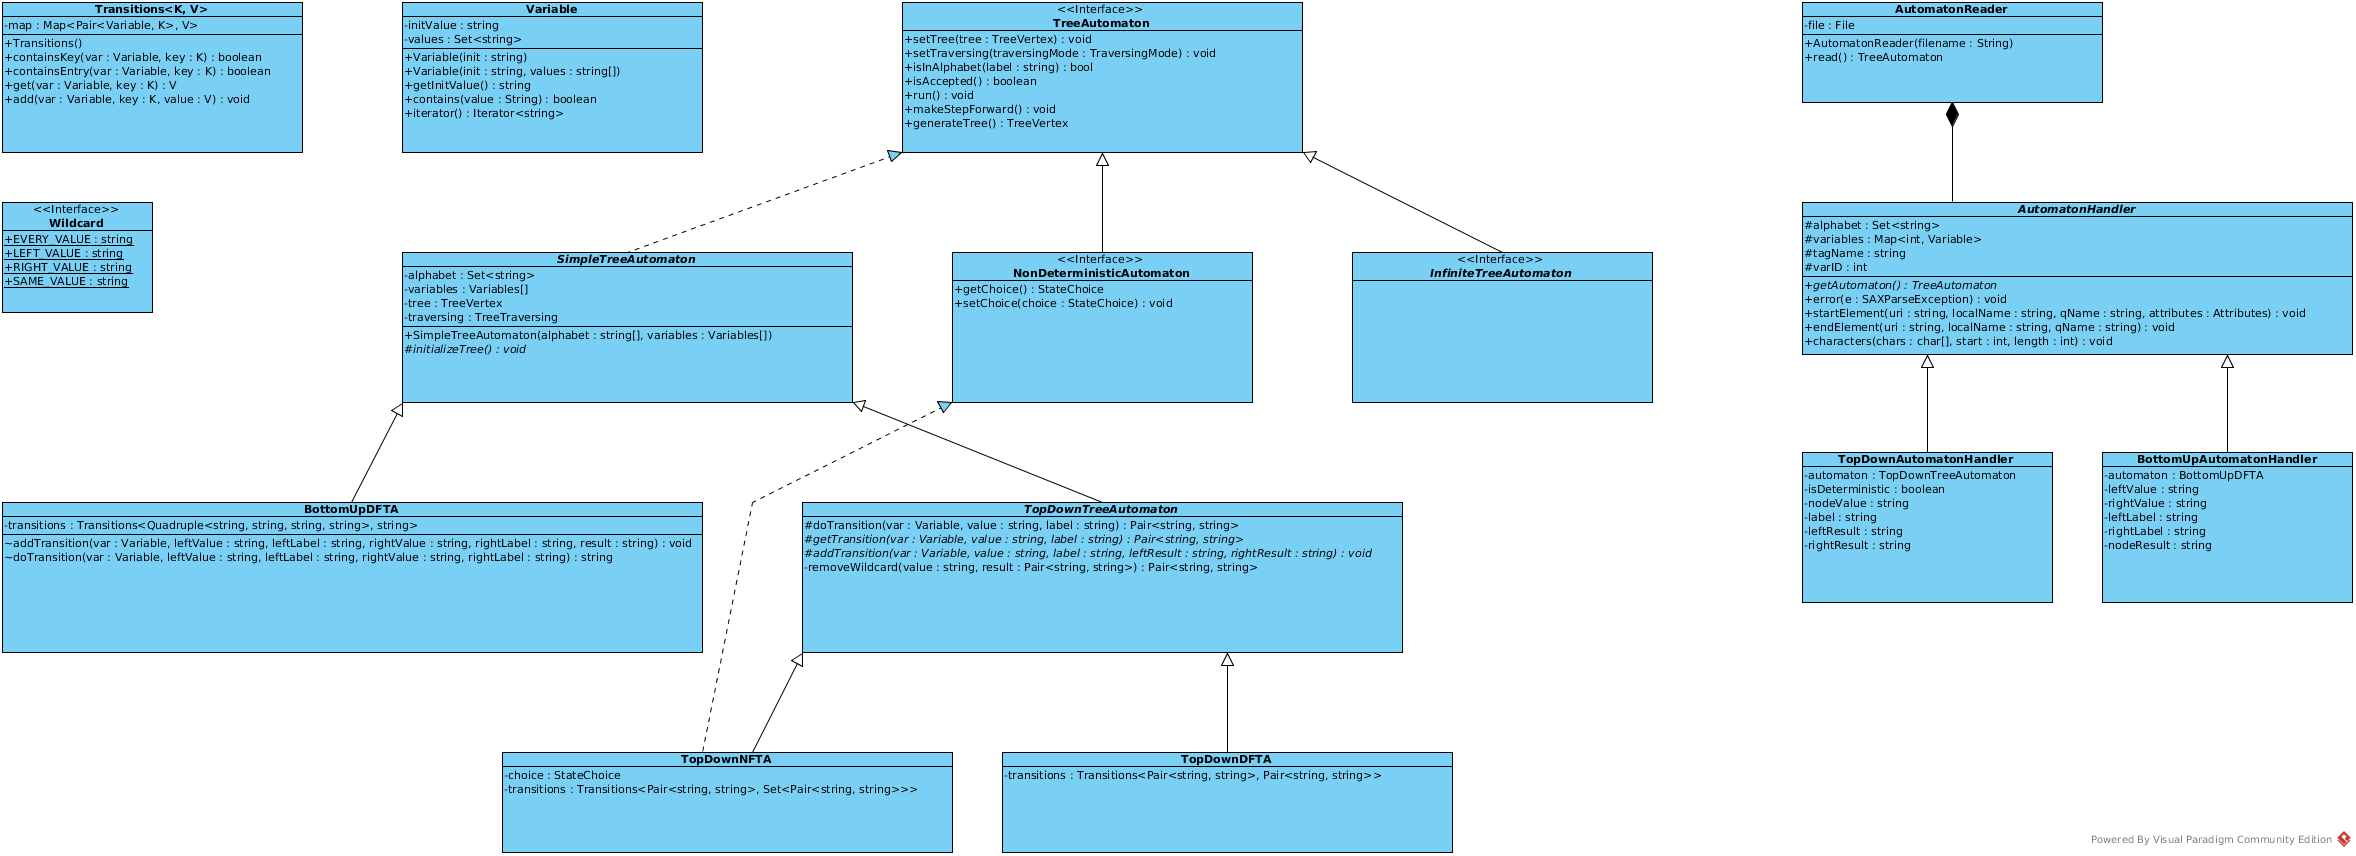 Transitions<K, V>
-map : Map<Pair<Variable, K>, V>
+Transitions()
+containsKey(var : Variable, key : K) : boolean
+containsEntry(var : Variable, key : K) : boolean
+get(var : Variable, key : K) : V
+add(var : Variable, key : K, value : V) : void
Variable
-initValue : string
-values : Set<string>
+Variable(init : string)
+Variable(init : string, values : string[])
+getInitValue() : string
+contains(value : String) : boolean
+iterator() : Iterator<string>
<<Interface>>
TreeAutomaton
+setTree(tree : TreeVertex) : void
+setTraversing(traversingMode : TraversingMode) : void
+isInAlphabet(label : string) : bool
+isAccepted() : boolean
+run() : void
+makeStepForward() : void
+generateTree() : TreeVertex
AutomatonReader
-file : File
+AutomatonReader(filename : String)
+read() : TreeAutomaton
<<Interface>>
Wildcard
+EVERY_VALUE : string
+LEFT_VALUE : string
+RIGHT_VALUE : string
+SAME_VALUE : string
SimpleTreeAutomaton
-alphabet : Set<string>
-variables : Variables[]
-tree : TreeVertex
-traversing : TreeTraversing
+SimpleTreeAutomaton(alphabet : string[], variables : Variables[])
#initializeTree() : void
<<Interface>>
NonDeterministicAutomaton
+getChoice() : StateChoice
+setChoice(choice : StateChoice) : void
<<Interface>>
InfiniteTreeAutomaton
AutomatonHandler
#alphabet : Set<string>
#variables : Map<int, Variable>
#tagName : string
#varID : int
+getAutomaton() : TreeAutomaton
+error(e : SAXParseException) : void
+startElement(uri : string, localName : string, qName : string, attributes : Attributes) : void
+endElement(uri : string, localName : string, qName : string) : void
+characters(chars : char[], start : int, length : int) : void
BottomUpDFTA
-transitions : Transitions<Quadruple<string, string, string, string>, string>
~addTransition(var : Variable, leftValue : string, leftLabel : string, rightValue : string, rightLabel : string, result : string) : void
~doTransition(var : Variable, leftValue : string, leftLabel : string, rightValue : string, rightLabel : string) : string
TopDownTreeAutomaton
#doTransition(var : Variable, value : string, label : string) : Pair<string, string>
#getTransition(var : Variable, value : string, label : string) : Pair<string, string>
#addTransition(var : Variable, value : string, label : string, leftResult : string, rightResult : string) : void
-removeWildcard(value : string, result : Pair<string, string>) : Pair<string, string>
TopDownAutomatonHandler
-automaton : TopDownTreeAutomaton
-isDeterministic : boolean
-nodeValue : string
-label : string
-leftResult : string
-rightResult : string
BottomUpAutomatonHandler
-automaton : BottomUpDFTA
-leftValue : string
-rightValue : string
-leftLabel : string
-rightLabel : string
-nodeResult : string
TopDownNFTA
-choice : StateChoice
-transitions : Transitions<Pair<string, string>, Set<Pair<string, string>>>
TopDownDFTA
-transitions : Transitions<Pair<string, string>, Pair<string, string>>
Powered By Visual Paradigm Community Edition